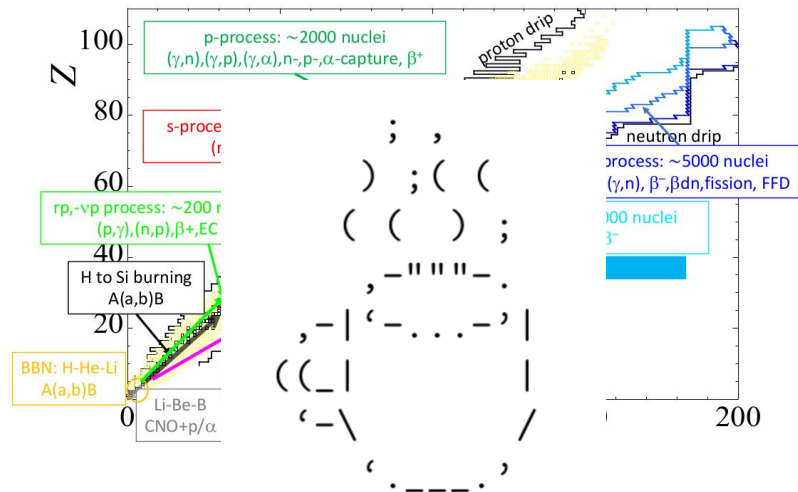 100
80
60
40
20
0
Z
p-process: ~2000 nuclei
(γ,n),(γ,p),(γ,α),n-,p-,α-capture, β⁺
proton drip
neutron drip
s-proce
(n
process: ~5000 nuclei
(γ,n), β⁻,βdn,fission, FFD
rp,-νp process: ~200 n
(p,γ),(n,p),β+,EC
000 nuclei
β⁻
H to Si burning
A(a,b)B
BBN: H-He-Li
A(a,b)B
Li-Be-B
CNO+p/α
0
200
; ,
) ;( (
( ( ) ;
,-"""-.
,-|‘-...-’|
((_| |
‘-\ /
‘.___.’